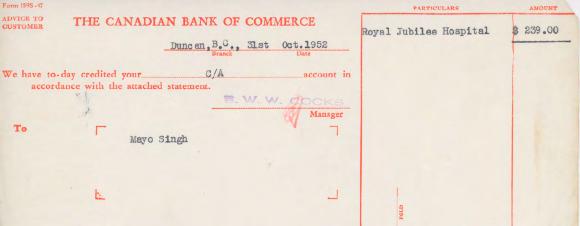 Form 159S-47
ADVICE TO
CUSTOMER
THE CANADIAN BANK OF COMMERCE
Duncan, B.C., 31st Oct.1952
Branch Date
We have to-day credited your C/A account in
accordance with the attached statement.
E. W. W. COCKS
Manager
To
Mayo Singh
PARTICULARS AMOUNT
Royal Jubilee Hospital $ 239.00
FOLD